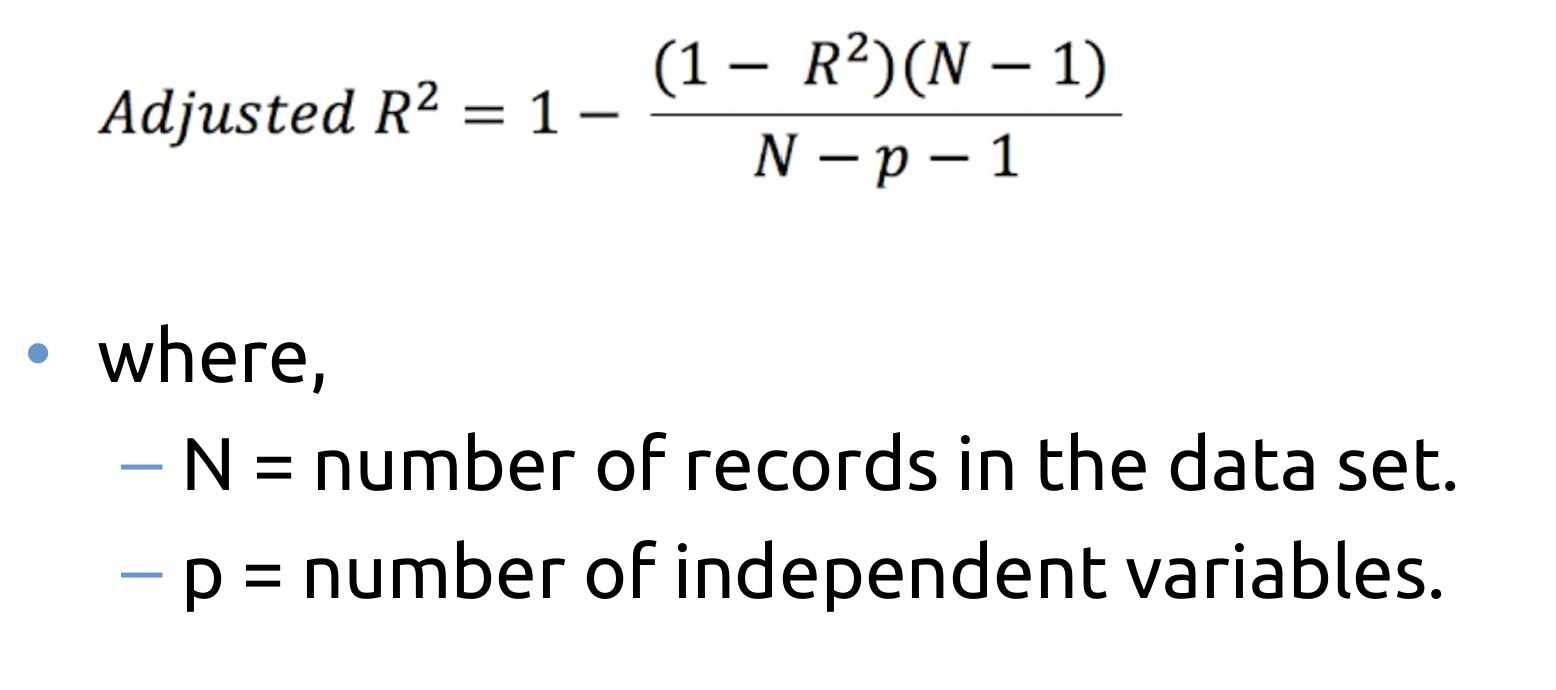 Adjusted R² = 1 − (1 − R²)(N − 1) / N − p − 1
• where,
– N = number of records in the data set.
– p = number of independent variables.